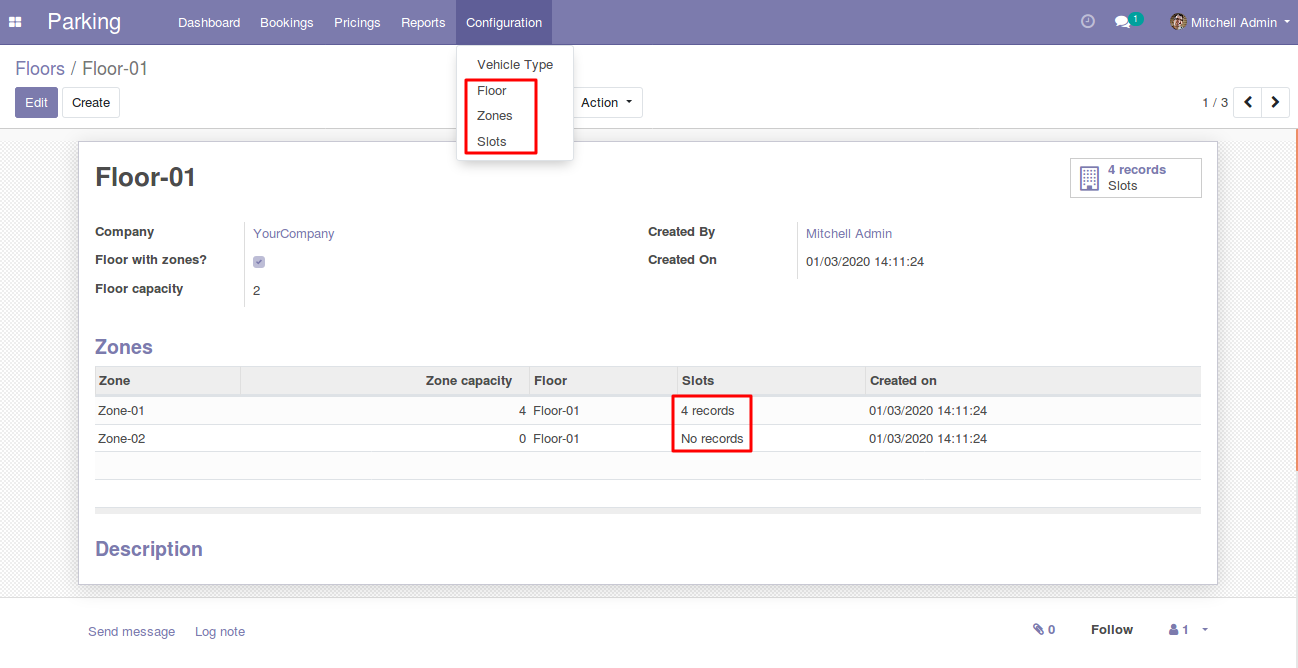 Parking Dashboard Bookings Pricings Reports Configuration 1 Mitchell Admin
Vehicle Type
Floor
Zones
Slots
Floors / Floor-01
Edit Create Action 1 / 3
Floor-01
4 records
Slots
Company YourCompany Created By Mitchell Admin
Floor with zones? Created On 01/03/2020 14:11:24
Floor capacity 2
Zones
Zone Zone capacity Floor Slots Created on
Zone-01 4 Floor-01 4 records 01/03/2020 14:11:24
Zone-02 0 Floor-01 No records 01/03/2020 14:11:24
Description
Send message Log note 0 Follow 1